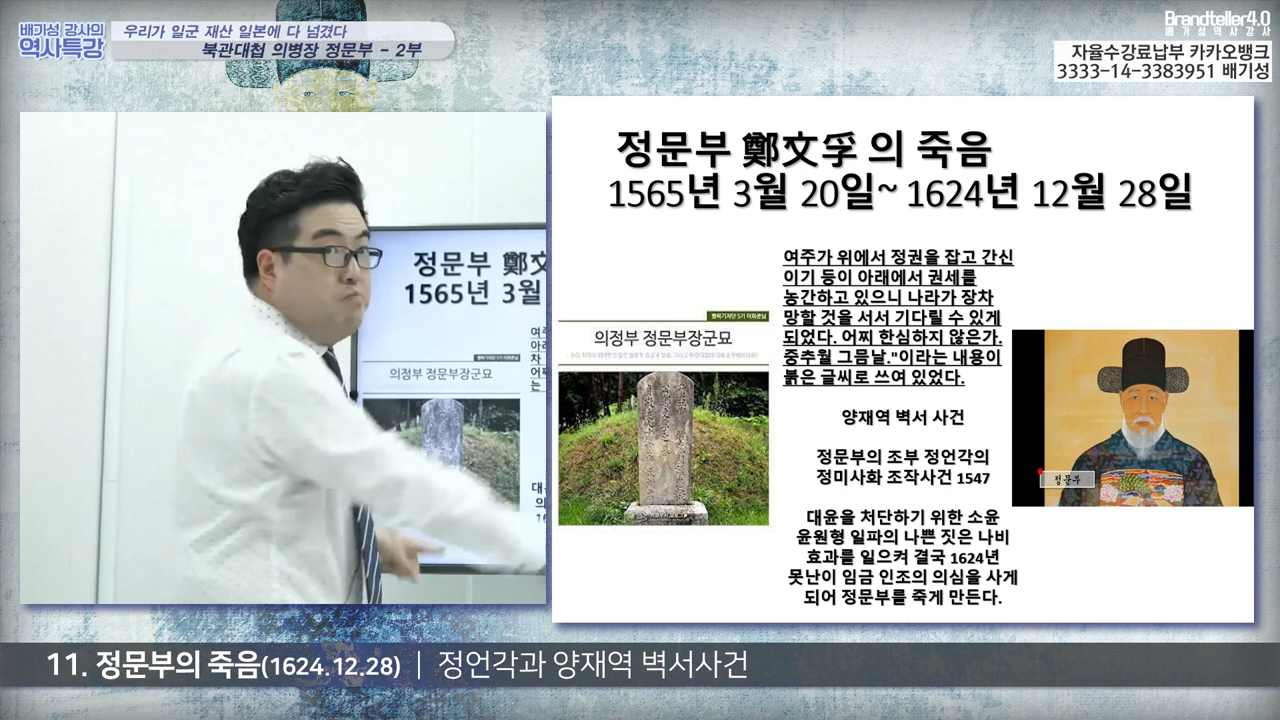 배기성 강사의
역사특강
우리가 일군 재산 일본에 다 넘겼다
북관대첩 의병장 정문부 - 2부
Brandteller4.0
배기성역사강사
자율수강료납부 카카오뱅크
3333-14-3383951 배기성
정문부 鄭文孚 의 죽음
1565년 3월 20일~ 1624년 12월 28일
여주가 위에서 정권을 잡고 간신
이기 등이 아래에서 권세를
농간하고 있으니 나라가 장차
망할 것을 서서 기다릴 수 있게
되었다. 어찌 한심하지 않은가.
중추월 그믐날."이라는 내용이
붉은 글씨로 쓰여 있었다.
양재역 벽서 사건
정문부의 조부 정언각의
정미사화 조작사건 1547
대윤을 처단하기 위한 소윤
윤원형 일파의 나쁜 짓은 나비
효과를 일으켜 결국 1624년
못난이 임금 인조의 의심을 사게
되어 정문부를 죽게 만든다.
의정부 정문부장군묘
정문부
정문부 鄭文
1565년 3월
의정부 정문부장군묘
11. 정문부의 죽음(1624.12.28) | 정언각과 양재역 벽서사건